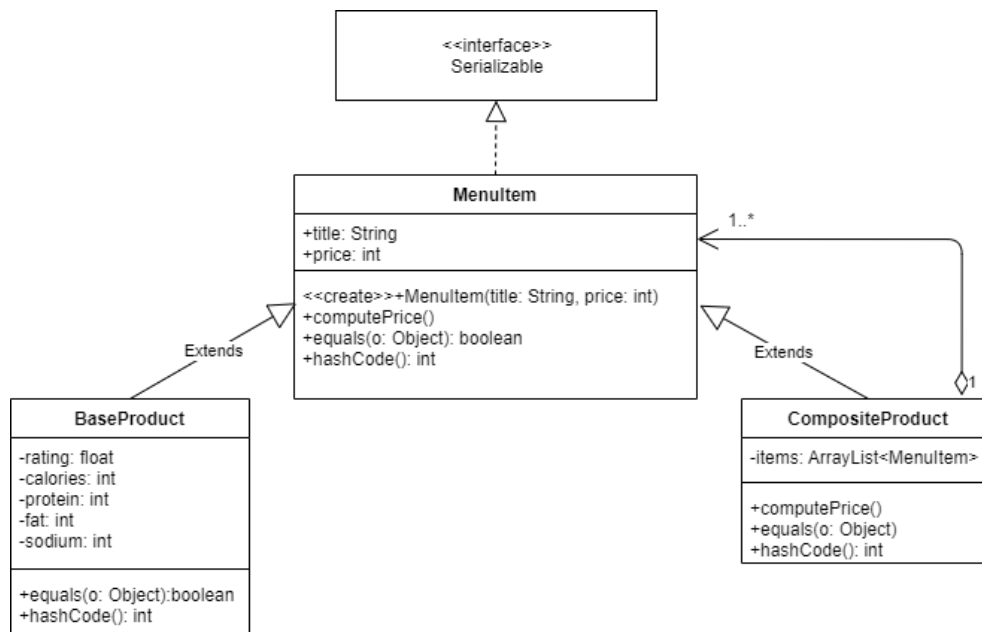 <<interface>>
Serializable
MenuItem
+title: String
+price: int
<<create>>+MenuItem(title: String, price: int)
+computePrice()
+equals(o: Object): boolean
+hashCode(): int
1..*
Extends
Extends
1
BaseProduct
-rating: float
-calories: int
-protein: int
-fat: int
-sodium: int
+equals(o: Object):boolean
+hashCode(): int
CompositeProduct
-items: ArrayList<MenuItem>
+computePrice()
+equals(o: Object)
+hashCode(): int